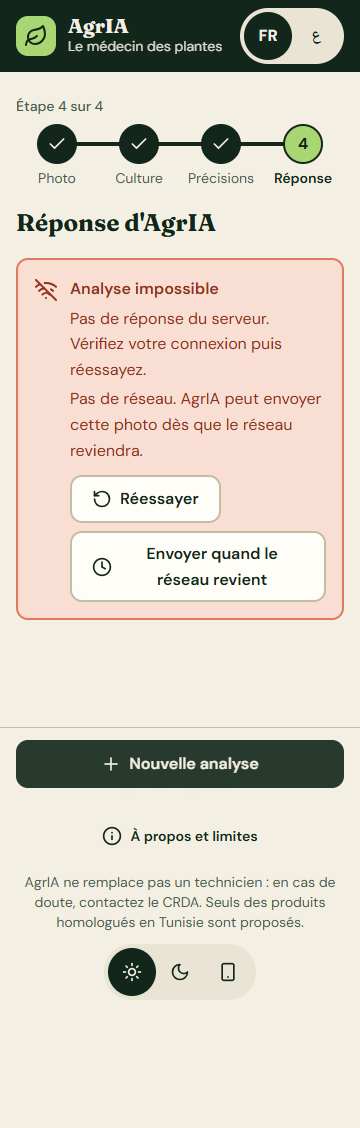 AgrIA
Le médecin des plantes
FR
ع
Étape 4 sur 4
4
Photo
Culture
Précisions
Réponse
Réponse d'AgrIA
Analyse impossible
Pas de réponse du serveur.
Vérifiez votre connexion puis
réessayez.
Pas de réseau. AgrIA peut envoyer
cette photo dès que le réseau
reviendra.
Réessayer
Envoyer quand le
réseau revient
Nouvelle analyse
À propos et limites
AgrIA ne remplace pas un technicien : en cas de
doute, contactez le CRDA. Seuls des produits
homologués en Tunisie sont proposés.